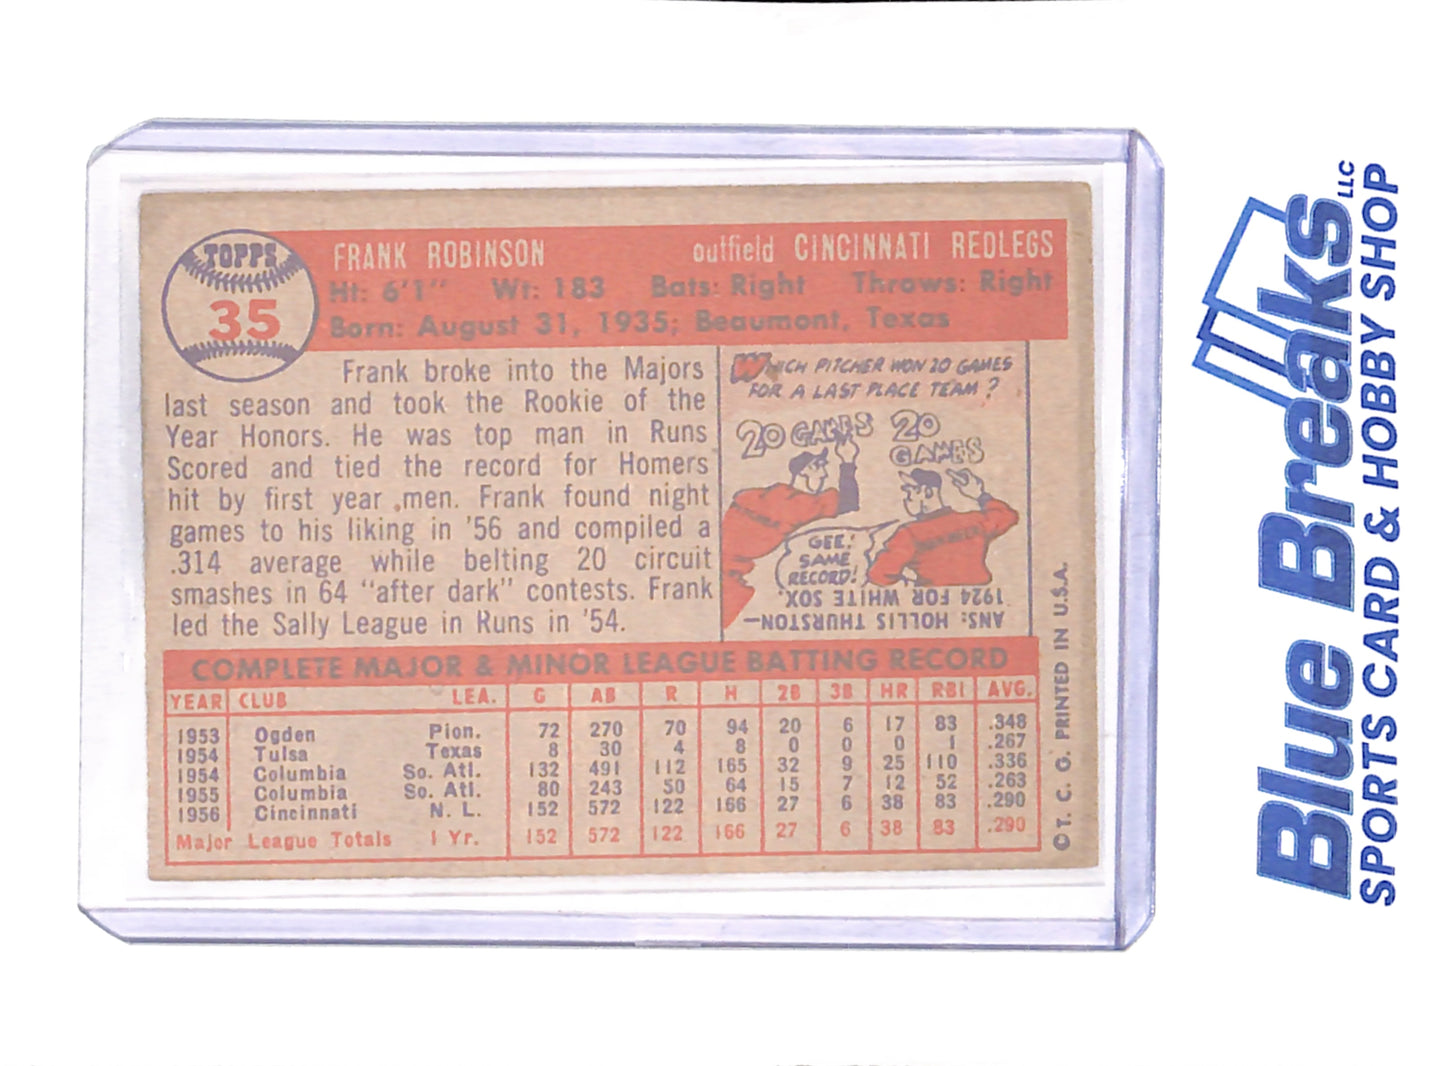 TOPPS
35
FRANK ROBINSON outfield CINCINNATI REDLEGS
Ht: 6'1" Wt: 183 Bats: Right Throws: Right
Born: August 31, 1935; Beaumont, Texas
Frank broke into the Majors
last season and took the Rookie of the
Year Honors. He was top man in Runs
Scored and tied the record for Homers
hit by first year men. Frank found night
games to his liking in '56 and compiled a
.314 average while belting 20 circuit
smashes in 64 "after dark" contests. Frank
led the Sally League in Runs in '54.
WHICH PITCHER WON 20 GAMES
FOR A LAST PLACE TEAM?
20 GAMES
20 GAMES
GEE!
SAME
RECORD!
ANS: HOLLIS THURSTON—
1924 FOR WHITE SOX.
COMPLETE MAJOR & MINOR LEAGUE BATTING RECORD
YEAR CLUB LEA. G AB R H 2B 3B HR RBI AVG.
1953 Ogden Pion. 72 270 70 94 20 6 17 83 .348
1954 Tulsa Texas 8 30 4 8 0 0 0 1 .267
1954 Columbia So. Atl. 132 491 112 165 32 9 25 110 .336
1955 Columbia So. Atl. 80 243 50 64 15 7 12 52 .263
1956 Cincinnati N. L. 152 572 122 166 27 6 38 83 .290
Major League Totals 1 Yr. 152 572 122 166 27 6 38 83 .290
© T. C. G. PRINTED IN U.S.A.
Blue Breaks LLC
SPORTS CARD & HOBBY SHOP